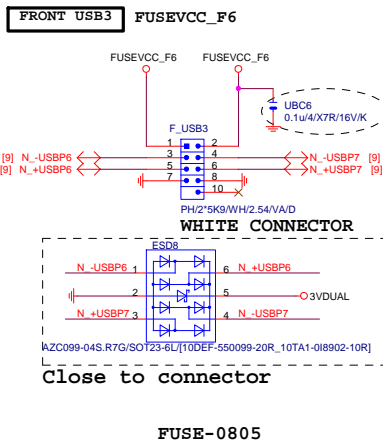 FRONT USB3 FUSEVCC_F6
FUSEVCC_F6 FUSEVCC_F6
UBC6
0.1u/4/X7R/16V/K
F_USB3
1 2
[9] N_-USBP6 3 4 N_-USBP7 [9]
[9] N_+USBP6 5 6 N_+USBP7 [9]
7 8
10
PH/2*5K9/WH/2.54/VA/D
WHITE CONNECTOR
ESD8
N_-USBP6 1 6 N_+USBP6
2 5 3VDUAL
N_+USBP7 3 4 N_-USBP7
AZC099-04S.R7G/SOT23-6L/[10DEF-550099-20R_10TA1-0I8902-10R]
Close to connector
FUSE-0805